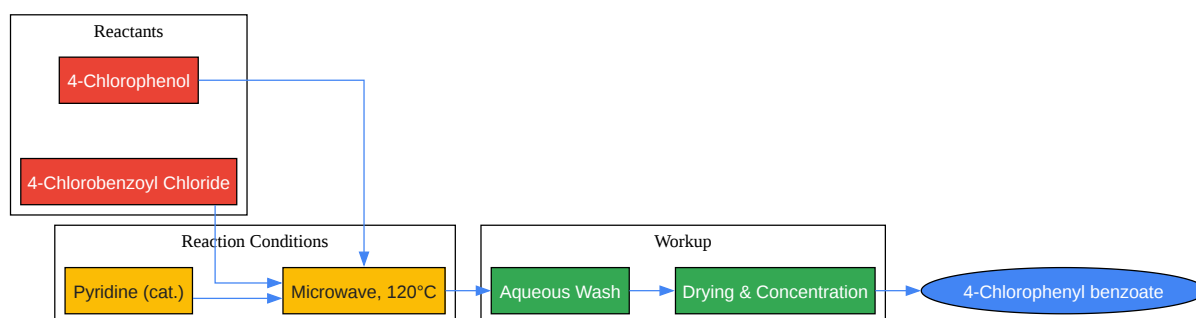 Reactants
4-Chlorophenol
4-Chlorobenzoyl Chloride
Reaction Conditions
Pyridine (cat.)
Microwave, 120°C
Workup
Aqueous Wash
Drying & Concentration
4-Chlorophenyl benzoate